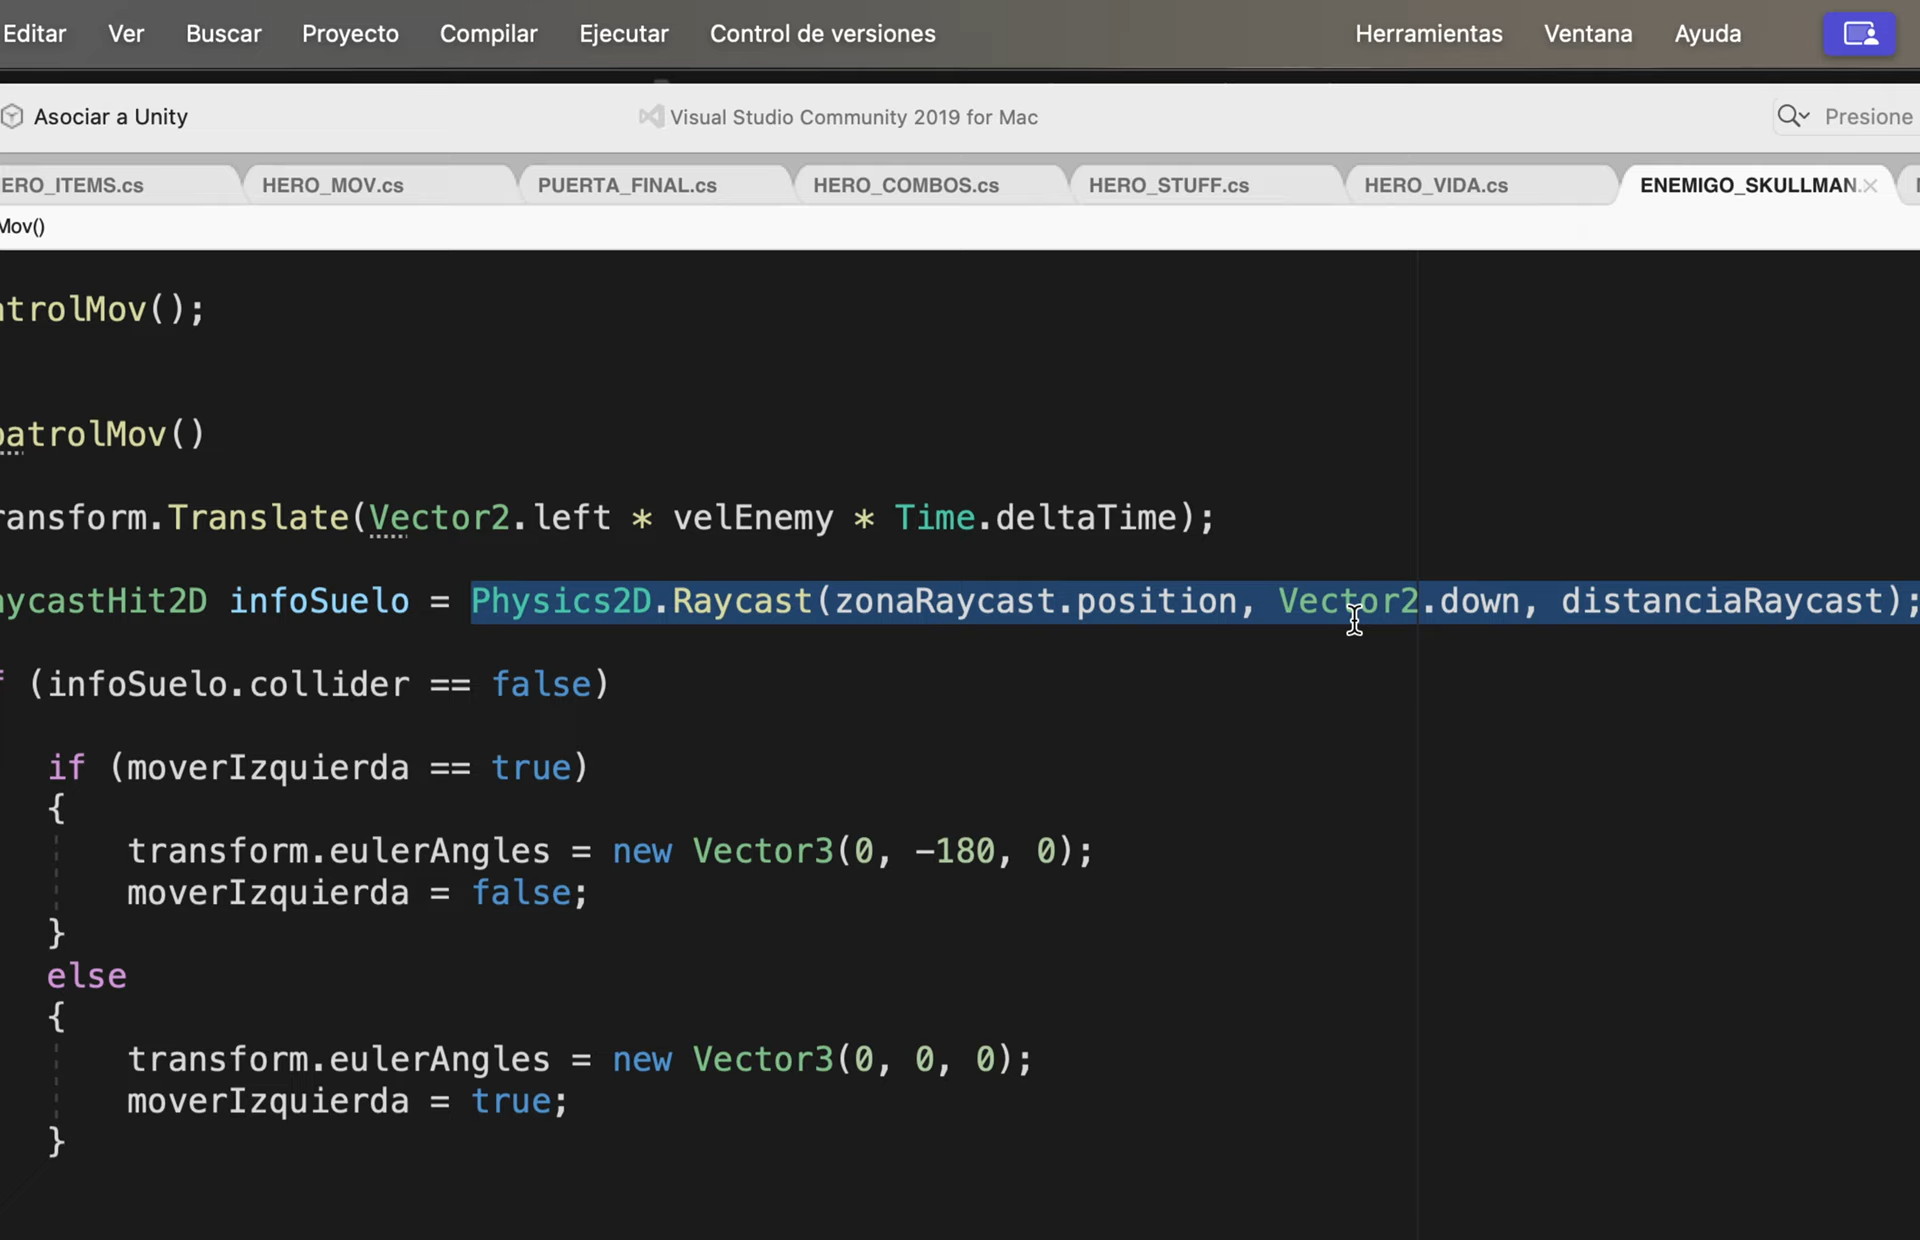 Editar Ver Buscar Proyecto Compilar Ejecutar Control de versiones Herramientas Ventana Ayuda
Asociar a Unity Visual Studio Community 2019 for Mac Presione
ERO_ITEMS.cs HERO_MOV.cs PUERTA_FINAL.cs HERO_COMBOS.cs HERO_STUFF.cs HERO_VIDA.cs ENEMIGO_SKULLMAN.
Mov()
atrolMov();
patrolMov()
ransform.Translate(Vector2.left * velEnemy * Time.deltaTime);
aycastHit2D infoSuelo = Physics2D.Raycast(zonaRaycast.position, Vector2.down, distanciaRaycast);
f (infoSuelo.collider == false)
if (moverIzquierda == true)
{
transform.eulerAngles = new Vector3(0, -180, 0);
moverIzquierda = false;
}
else
{
transform.eulerAngles = new Vector3(0, 0, 0);
moverIzquierda = true;
}